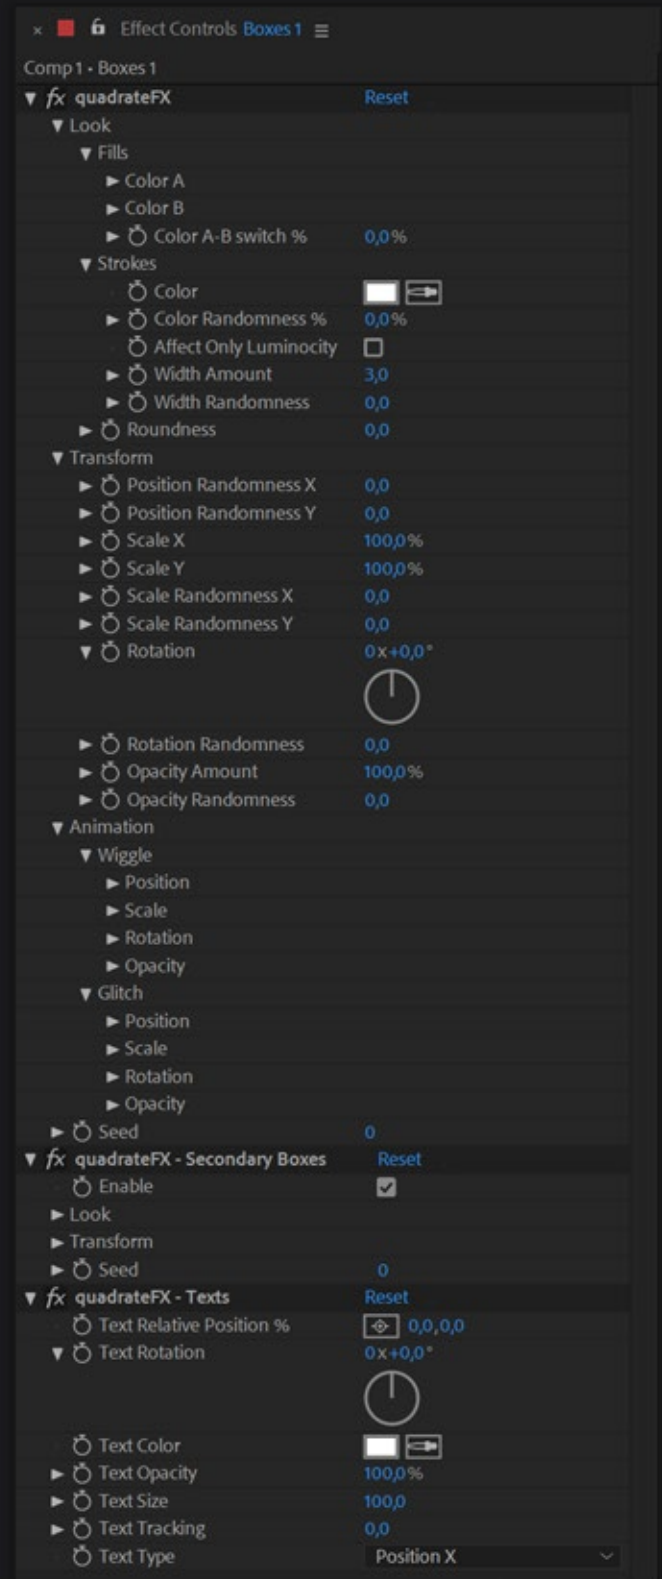 × Effect Controls Boxes 1 ≡
Comp 1 • Boxes 1
fx quadrateFX Reset
Look
Fills
Color A
Color B
Color A-B switch % 0,0%
Strokes
Color
Color Randomness % 0,0%
Affect Only Luminocity
Width Amount 3,0
Width Randomness 0,0
Roundness 0,0
Transform
Position Randomness X 0,0
Position Randomness Y 0,0
Scale X 100,0%
Scale Y 100,0%
Scale Randomness X 0,0
Scale Randomness Y 0,0
Rotation 0x+0,0°
Rotation Randomness 0,0
Opacity Amount 100,0%
Opacity Randomness 0,0
Animation
Wiggle
Position
Scale
Rotation
Opacity
Glitch
Position
Scale
Rotation
Opacity
Seed 0
fx quadrateFX - Secondary Boxes Reset
Enable
Look
Transform
Seed 0
fx quadrateFX - Texts Reset
Text Relative Position % 0,0,0,0
Text Rotation 0x+0,0°
Text Color
Text Opacity 100,0%
Text Size 100,0
Text Tracking 0,0
Text Type Position X